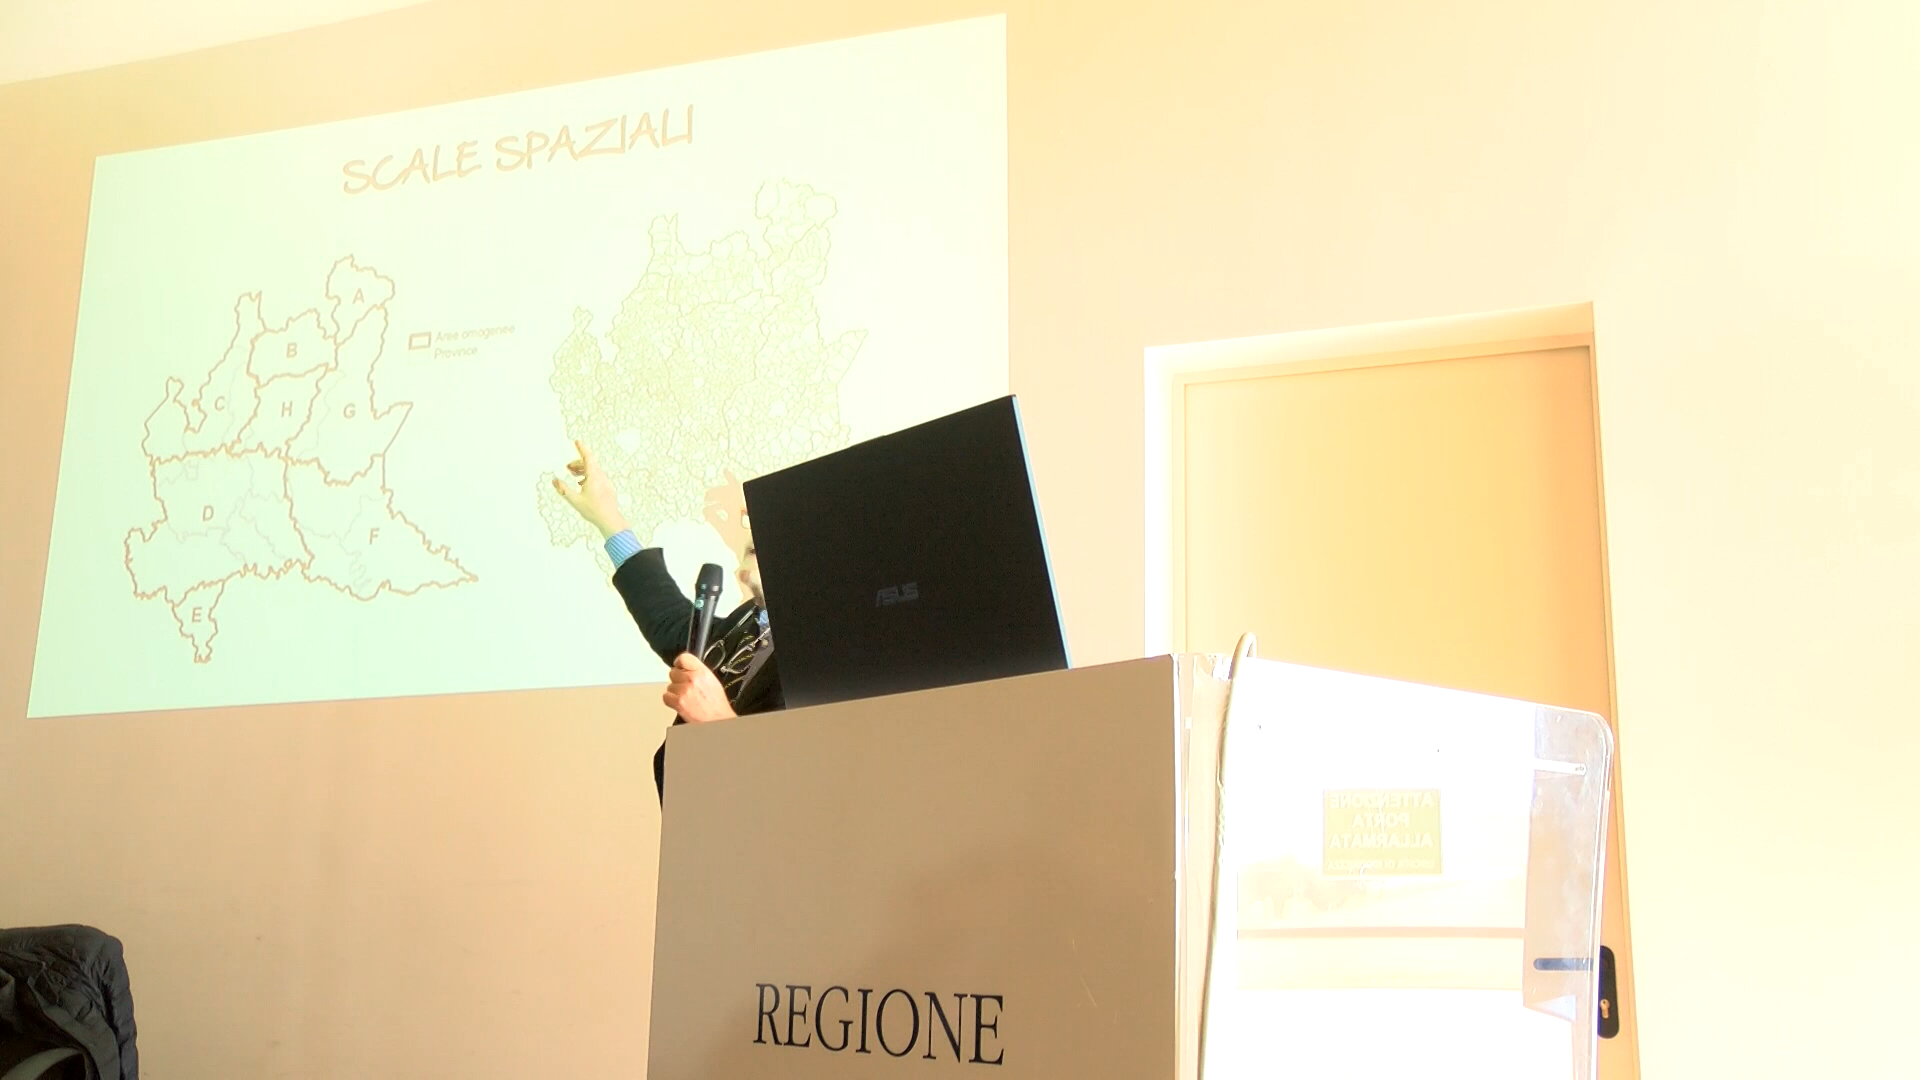 SCALE SPAZIALI
A
Aree omogenee
Province
B
C
H
G
D
F
E
ASUS
ATTENZIONE
PORTA
ALLARMATA
REGIONE